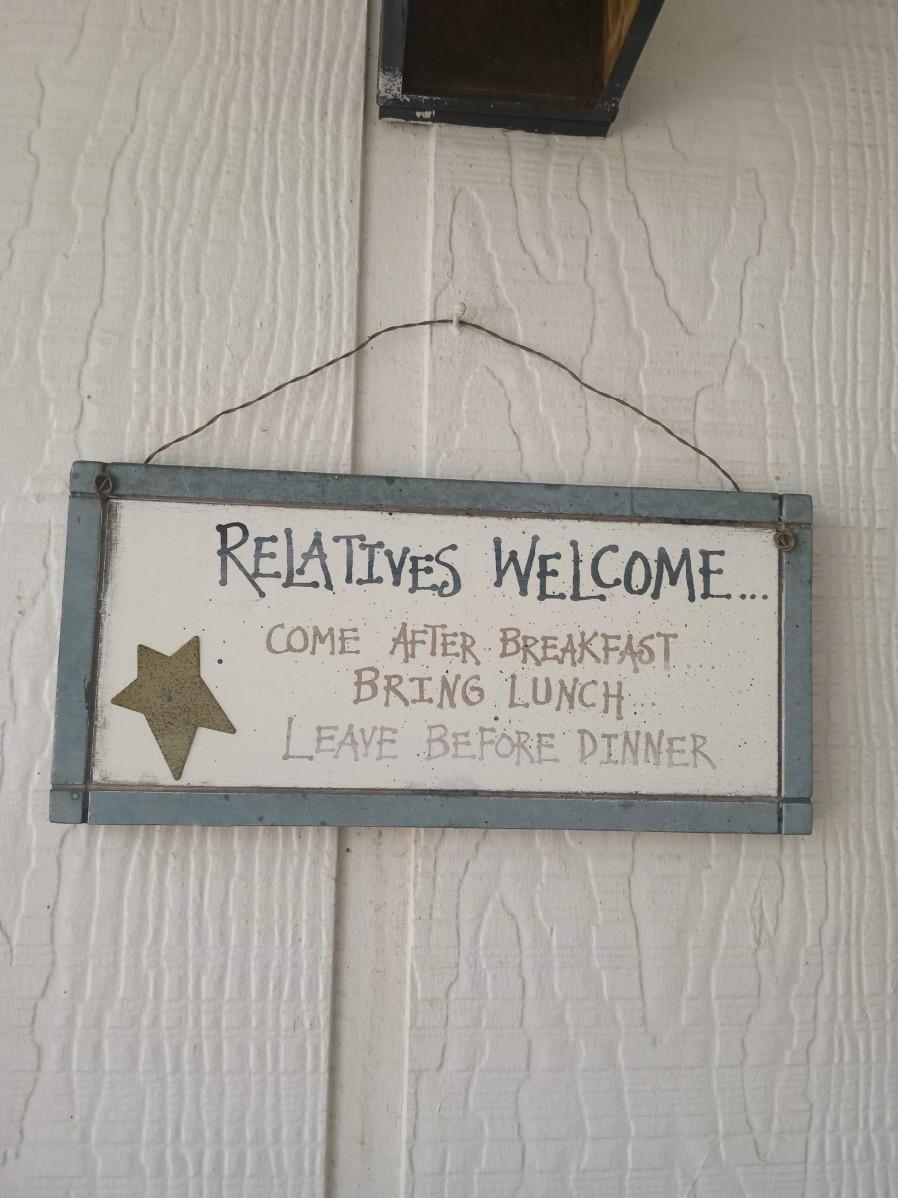 RELATIVES WELCOME...
COME AFTER BREAKFAST....
BRING LUNCH...
LEAVE BEFORE DINNER